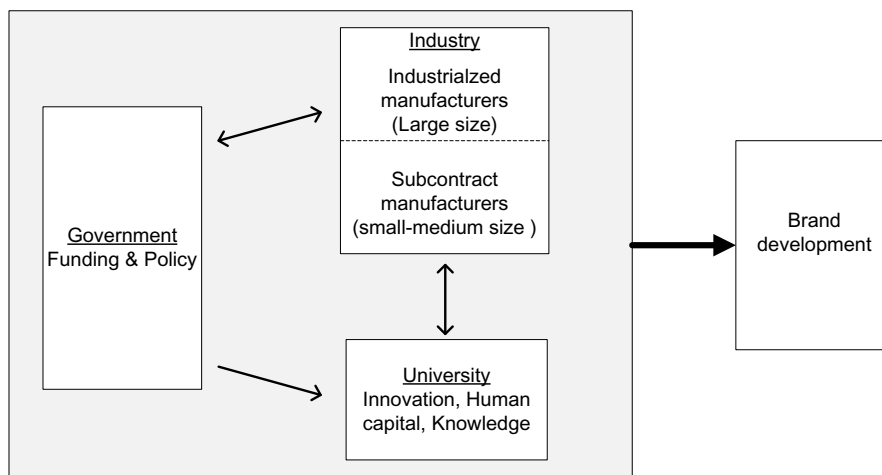 Industry
Industrialzed
manufacturers
(Large size)
Subcontract
manufacturers
(small-medium size )
Government
Funding & Policy
University
Innovation, Human
capital, Knowledge
Brand
development